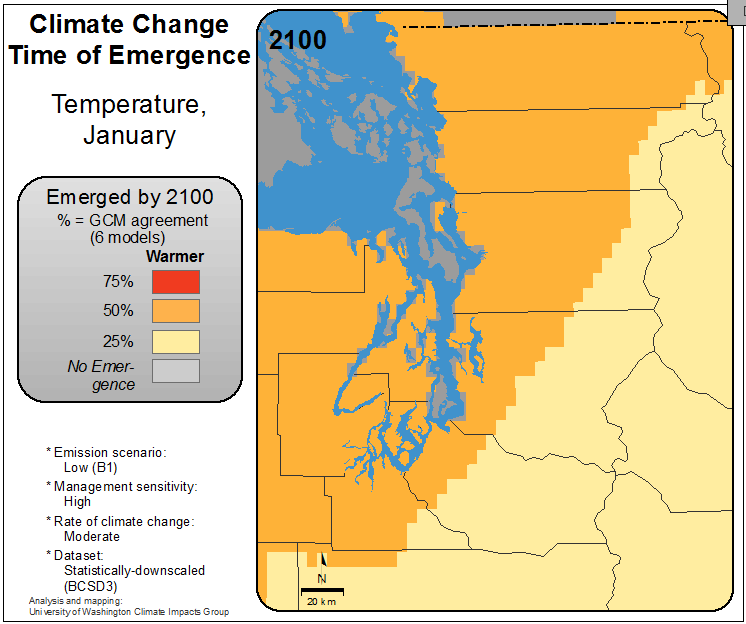 Climate Change
Time of Emergence
Temperature,
January
Emerged by 2100
% = GCM agreement
(6 models)
Warmer
75%
50%
25%
No Emer-
gence
* Emission scenario:
Low (B1)
* Management sensitivity:
High
* Rate of climate change:
Moderate
* Dataset:
Statistically-downscaled
(BCSD3)
Analysis and mapping:
University of Washington Climate Impacts Group
2100
N
20 km